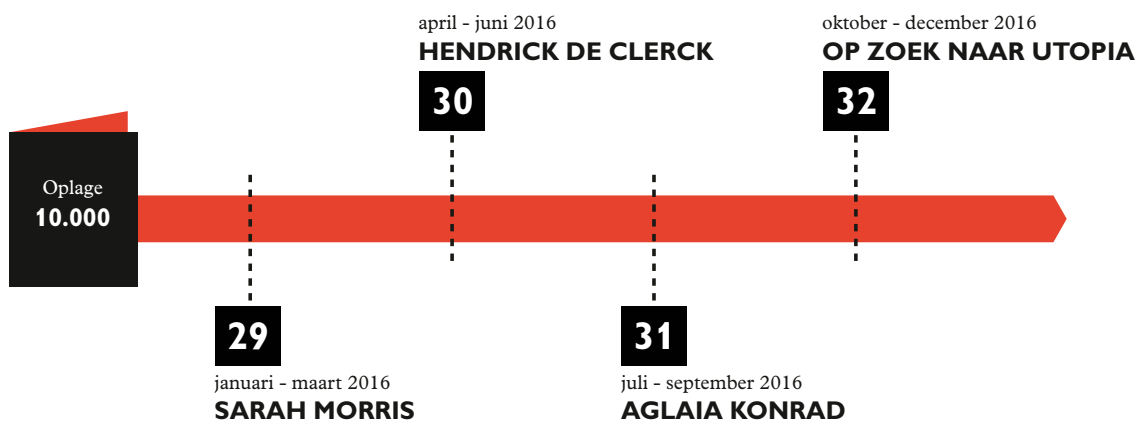 Oplage
10.000
29
januari - maart 2016
SARAH MORRIS
april - juni 2016
HENDRICK DE CLERCK
30
31
juli - september 2016
AGLAIA KONRAD
oktober - december 2016
OP ZOEK NAAR UTOPIA
32